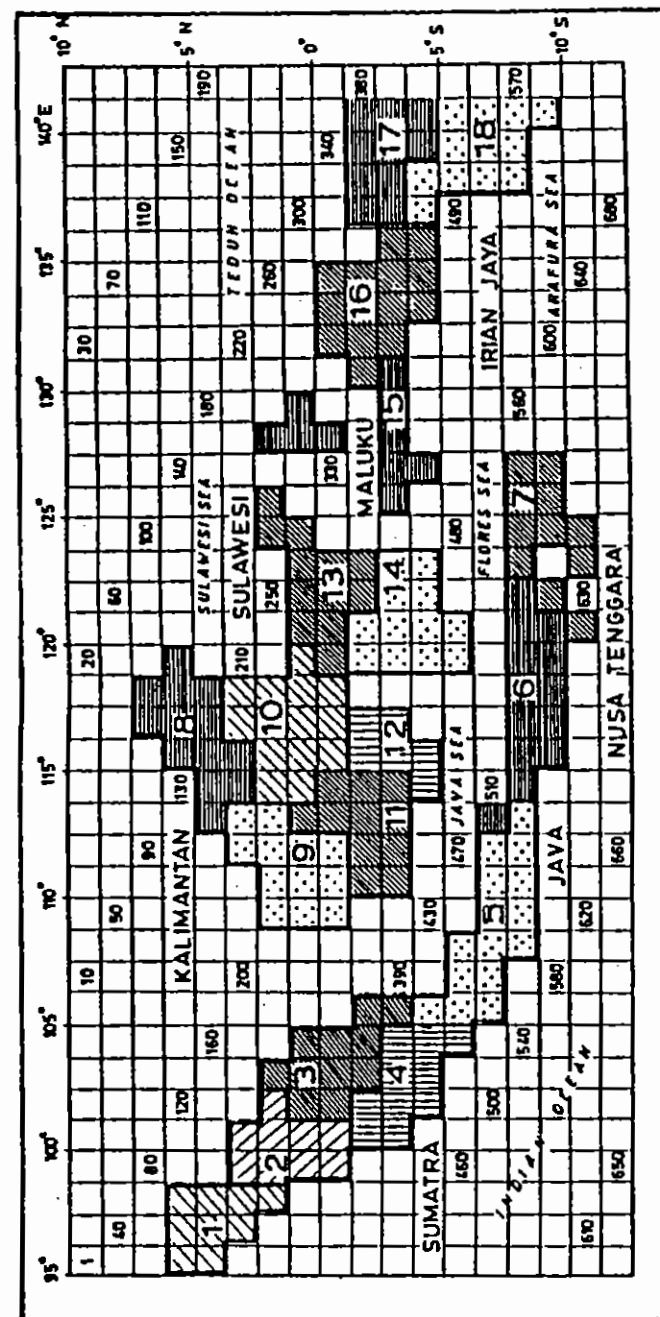 95° 100° 105° 110° 115° 120° 125° 130° 135° 140°E
10°N
1 10 20 30
40 50 60 70
80 90 100 110
120 KALIMANTAN 130 140 150 5°N
1 160 8 SULAWESI SEA 180 190
200 210 SULAWESI 220 TEDUH OCEAN
2 10 250 260
3 9 300 0°
13 330 340
MALUKU 16 380
4 390 11 12 14 15 17
SUMATRA 430 5°S
460 470 JAVA SEA 480 490
500 5 510 FLORES SEA IRIAN JAYA 18
540 6 7 560 570
INDIAN OCEAN 580 JAVA 600 ARAFURA SEA 10°S
610 620 630 640
650 660 NUSA TENGGARA 680